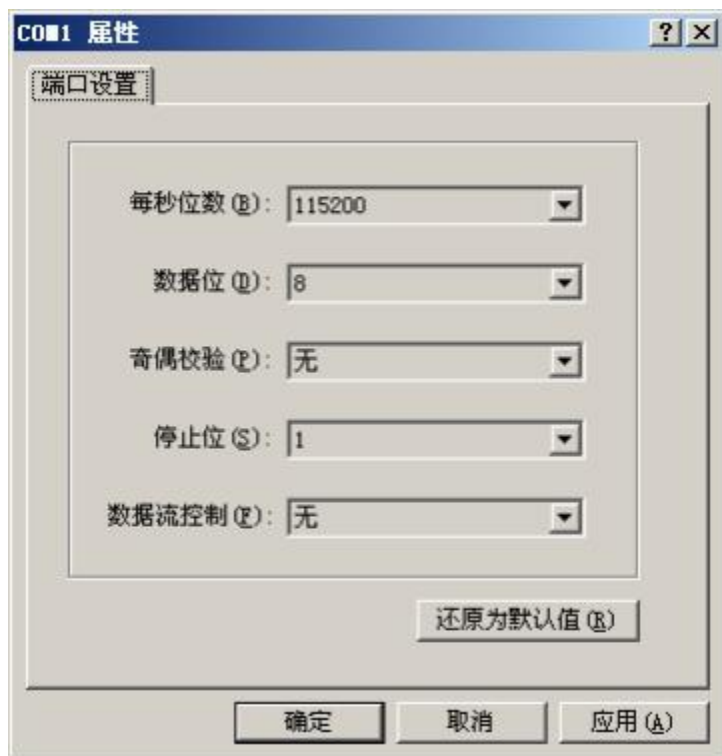 COM1 属性
端口设置
每秒位数(B): 115200
数据位(D): 8
奇偶校验(P): 无
停止位(S): 1
数据流控制(F): 无
还原为默认值(R)
确定 取消 应用(A)